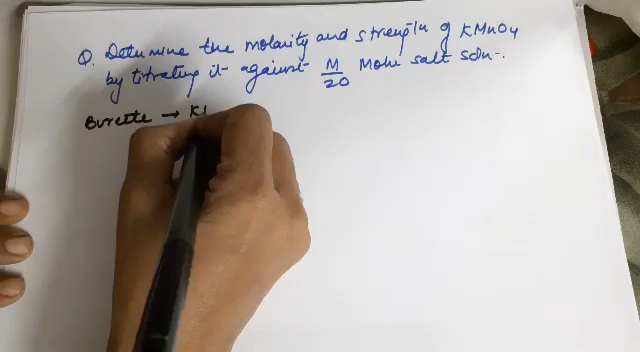 Q. Determine the molarity and strength of KMnO4
by titrating it against M/20 Mohr salt soln.
Burette → K